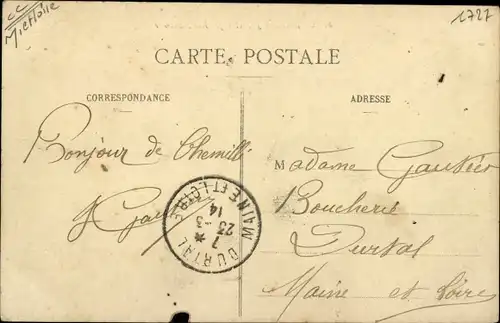 CC
1727
CARTE POSTALE
CORRESPONDANCE
ADRESSE
Bonjour de Chemillé
Madame Gautier
Boucherie
Durtal
Maine et Loire
DURTAL
MAINE ET LOIRE
7 *
23 - 3
14